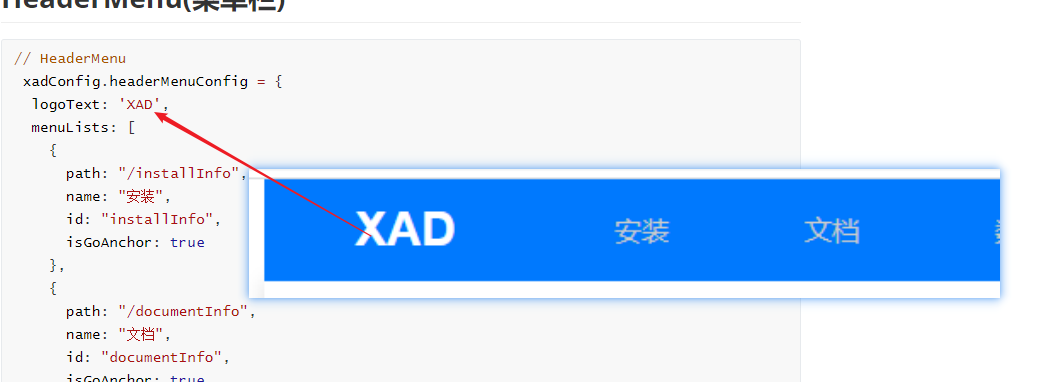 HeaderMenu(菜单栏)
// HeaderMenu
xadConfig.headerMenuConfig = {
logoText: 'XAD',
menuLists: [
{
path: "/installInfo",
name: "安装",
id: "installInfo",
isGoAnchor: true
},
{
path: "/documentInfo",
name: "文档",
id: "documentInfo",
isGoAnchor: true
XAD 安装 文档